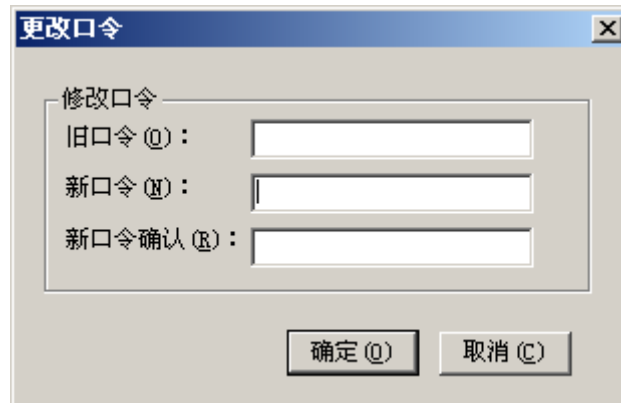 更改口令
修改口令
旧口令(O)：
新口令(N)：
新口令确认(R)：
确定(O) 取消(C)